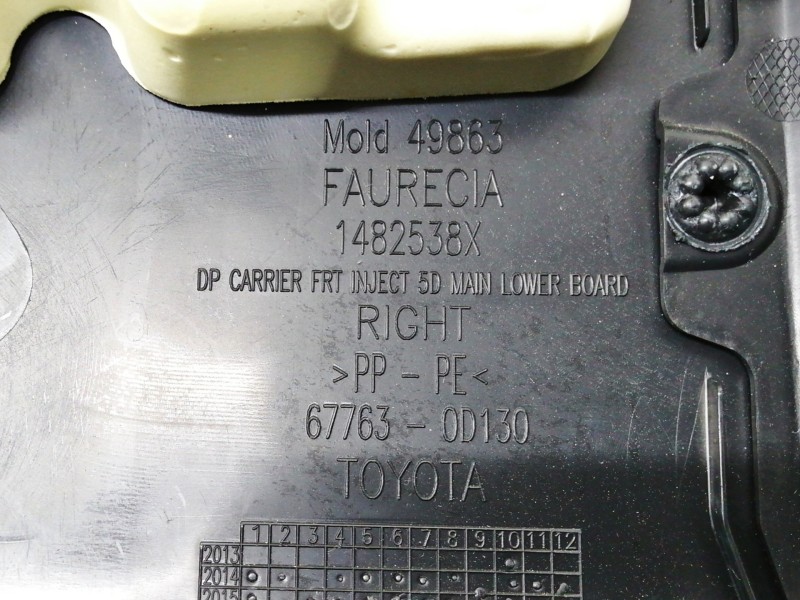 Mold 49863
FAURECIA
1482538X
DP CARRIER FRT INJECT 5D MAIN LOWER BOARD
RIGHT
>PP - PE<
67763 - 0D130
TOYOTA
1 2 3 4 5 6 7 8 9 10 11 12
2013
2014
2015